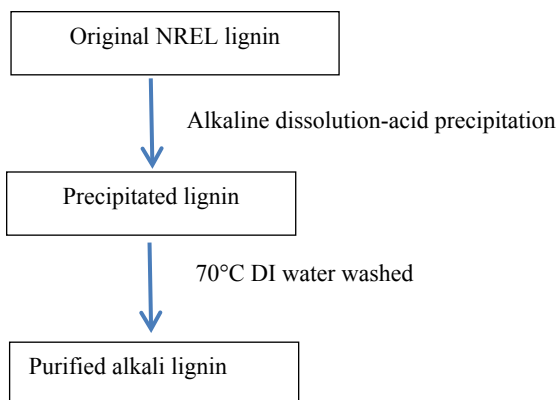 Original NREL lignin
Alkaline dissolution-acid precipitation
Precipitated lignin
70°C DI water washed
Purified alkali lignin